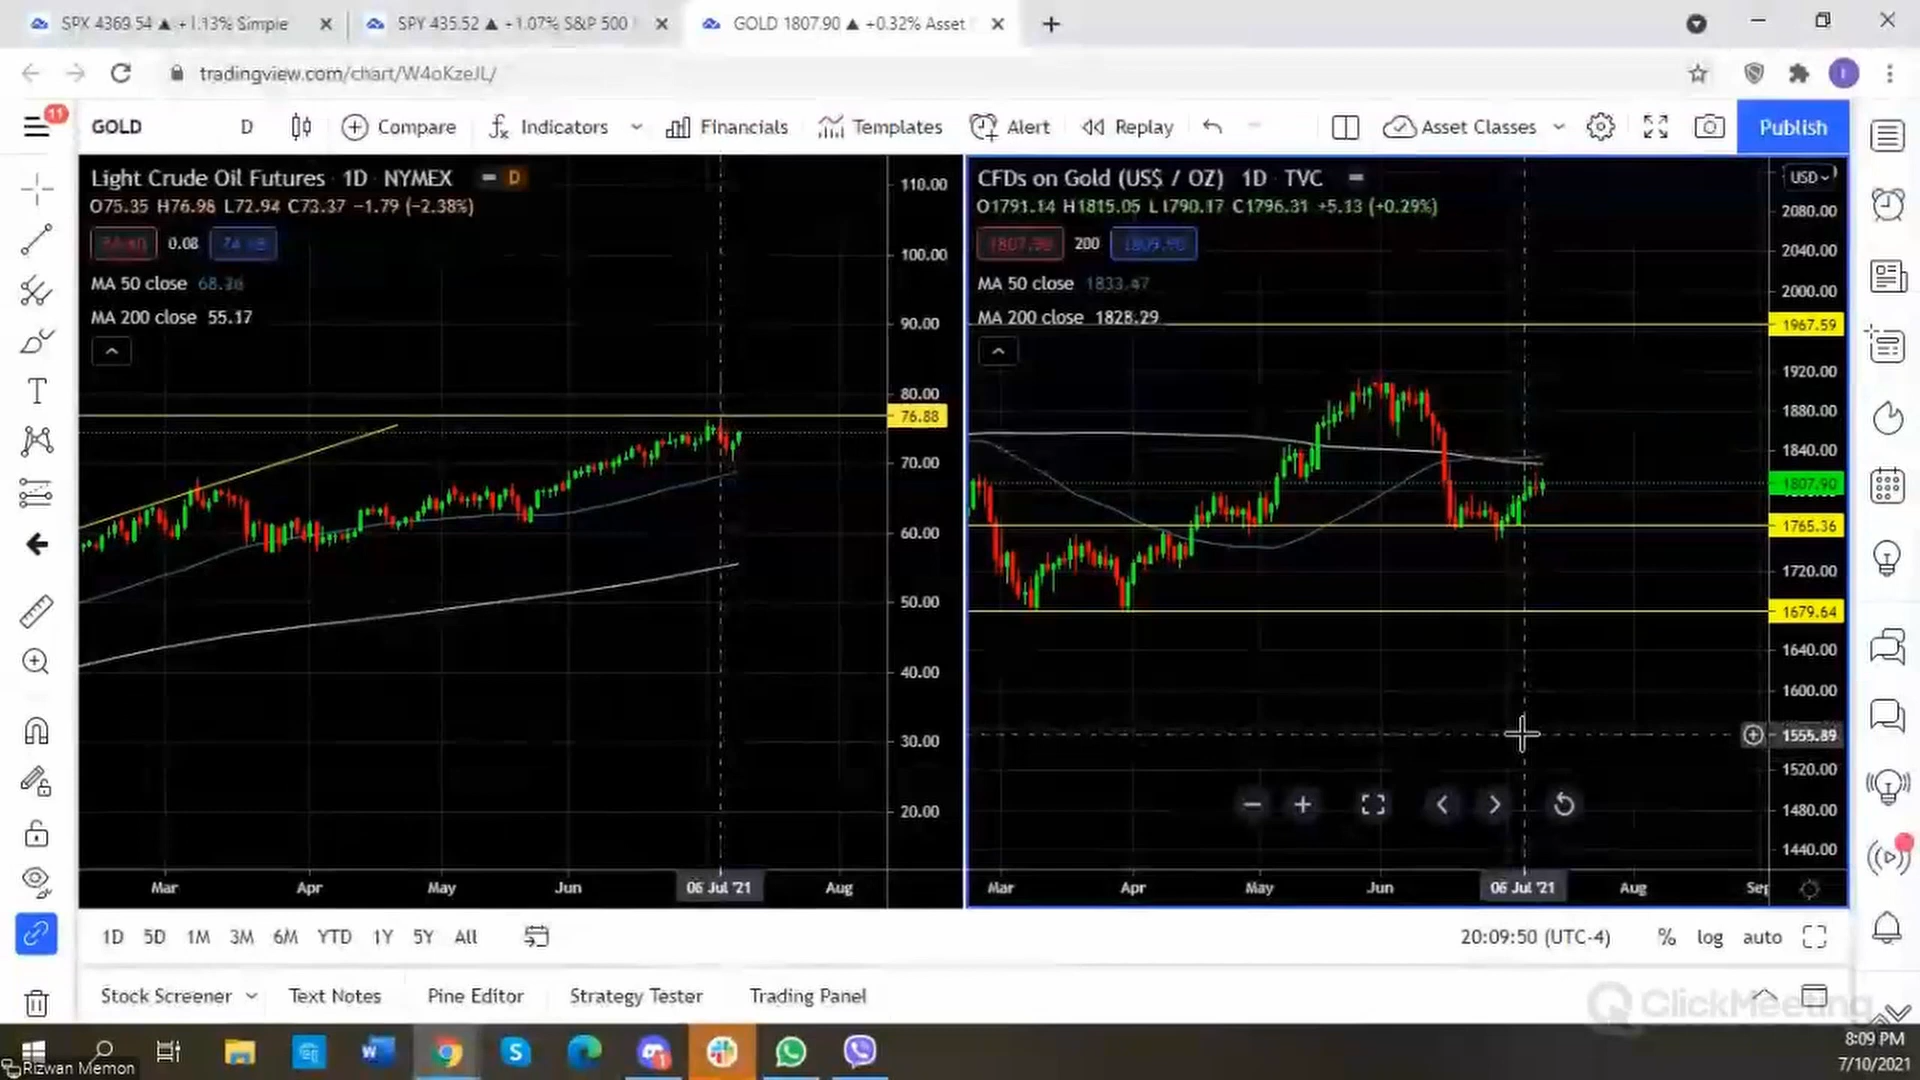 SPX 4369.54 ▲ +1.13% Simple
SPY 435.52 ▲ +1.07% S&P 500
GOLD 1807.90 ▲ +0.32% Asset
tradingview.com/chart/W4oKzeJL/
11
GOLD
D
Compare
Indicators
Financials
Templates
Alert
Replay
Asset Classes
Publish
Light Crude Oil Futures 1D NYMEX
D
O75.35 H76.98 L72.94 C73.37 −1.79 (−2.38%)
0.08
MA 50 close
MA 200 close 55.17
110.00
100.00
90.00
80.00
76.88
70.00
60.00
50.00
40.00
30.00
20.00
Mar
Apr
May
Jun
06 Jul '21
Aug
CFDs on Gold (US$ / OZ) 1D TVC
USD
O1791.14 H1815.05 L1790.17 C1796.31 +5.13 (+0.29%)
1807.90 200 1809.90
MA 50 close 1833.47
MA 200 close 1828.29
2080.00
2040.00
2000.00
1967.59
1920.00
1880.00
1840.00
1807.90
1765.36
1720.00
1679.64
1640.00
1600.00
1555.89
1520.00
1480.00
1440.00
Mar
Apr
May
Jun
06 Jul '21
Aug
Sep
1D
5D
1M
3M
6M
YTD
1Y
5Y
All
20:09:50 (UTC-4)
%
log
auto
Stock Screener
Text Notes
Pine Editor
Strategy Tester
Trading Panel
ClickMeeting
Rizwan Memon
8:09 PM
7/10/2021